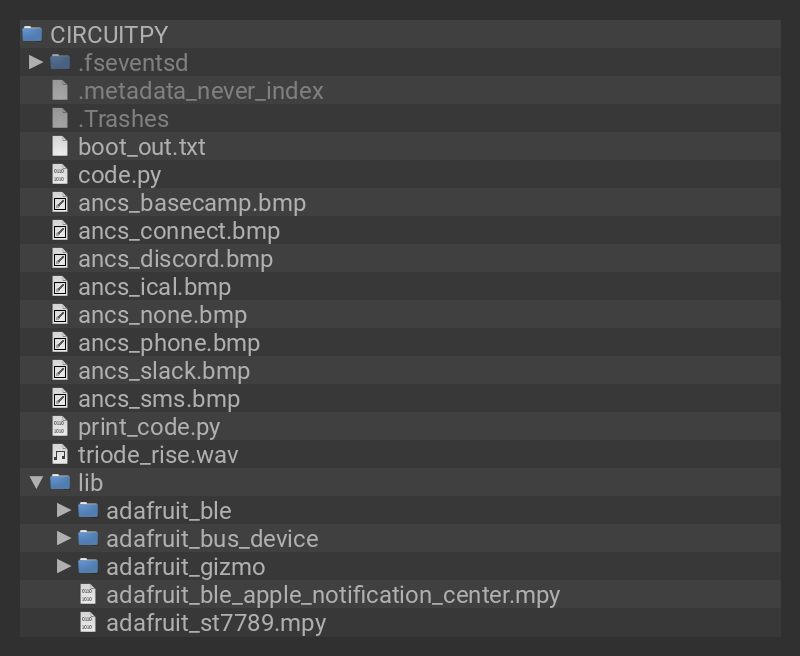 CIRCUITPY
.fseventsd
.metadata_never_index
.Trashes
boot_out.txt
code.py
ancs_basecamp.bmp
ancs_connect.bmp
ancs_discord.bmp
ancs_ical.bmp
ancs_none.bmp
ancs_phone.bmp
ancs_slack.bmp
ancs_sms.bmp
print_code.py
triode_rise.wav
lib
adafruit_ble
adafruit_bus_device
adafruit_gizmo
adafruit_ble_apple_notification_center.mpy
adafruit_st7789.mpy